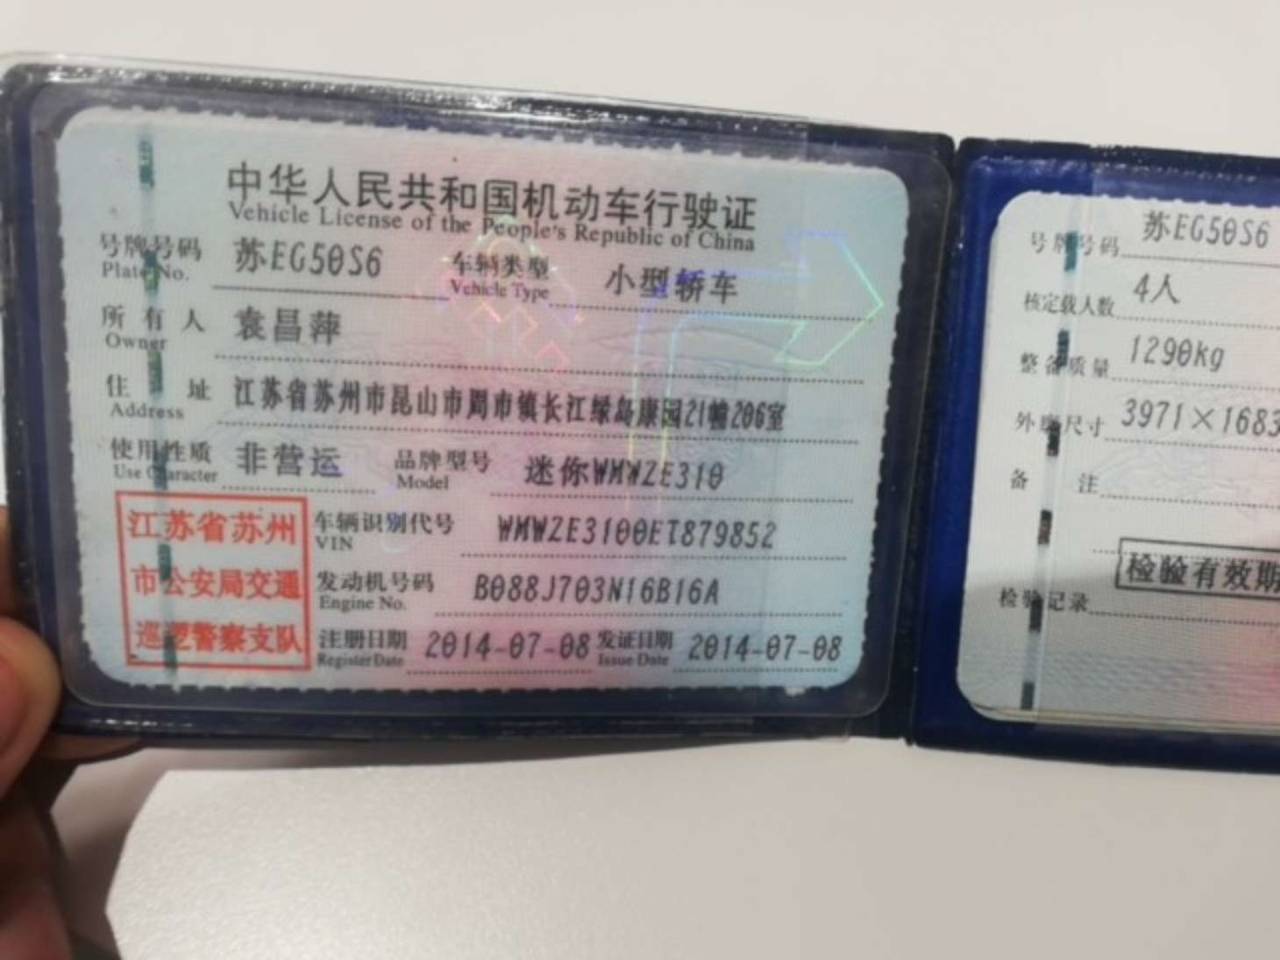 中华人民共和国机动车行驶证
Vehicle License of the People's Republic of China
号牌号码 苏EG50S6 车辆类型 小型轿车
Plate No. Vehicle Type
所有人 袁昌萍
Owner
住址 江苏省苏州市昆山市周市镇长江绿岛康园21幢206室
Address
使用性质 非营运 品牌型号 迷你WMWZE310
Use Character Model
江苏省苏州
市公安局交通
巡逻警察支队
车辆识别代号 WMWZE3100ET879852
VIN
发动机号码 B088J703N16B16A
Engine No.
注册日期 2014-07-08 发证日期 2014-07-08
Register Date Issue Date
号牌号码 苏EG50S6
核定载人数 4人
整备质量 1290kg
外廓尺寸 3971×1683
备注
检验有效期
检验记录